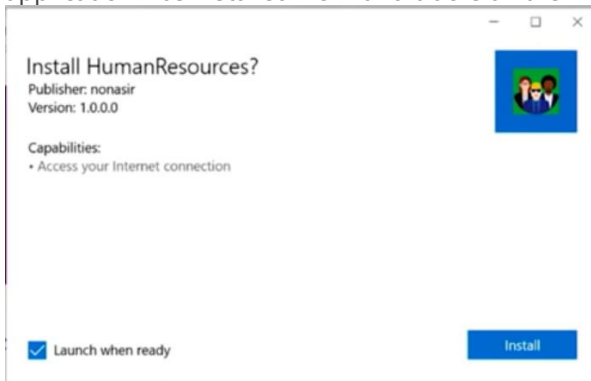 Install HumanResources?
Publisher: nonasir
Version: 1.0.0.0
Capabilities:
• Access your Internet connection
Launch when ready
Install